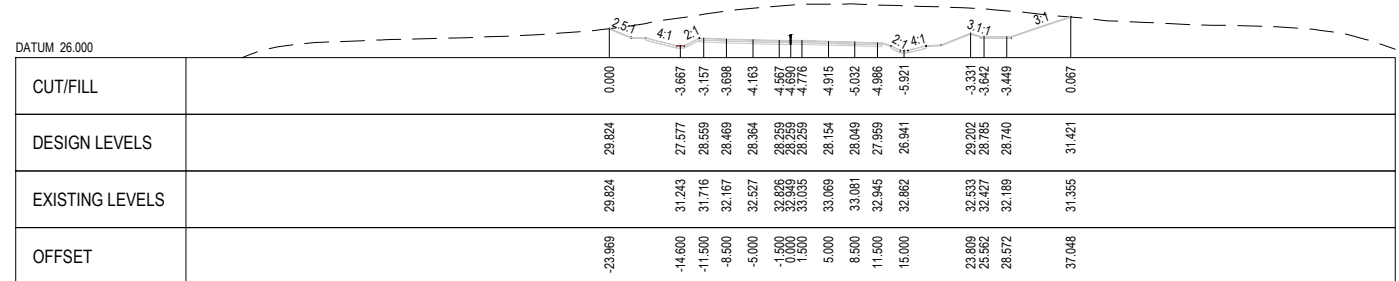 2.5:1 4:1 2:1 2:1 4:1 3.1:1 3:1
DATUM 26.000
CUT/FILL 0.000 -3.667 -3.157 -3.698 -4.163 -4.567 -4.690 -4.776 -4.915 -5.032 -4.986 -5.921 -3.331 -3.642 -3.449 0.067
DESIGN LEVELS 29.824 27.577 28.559 28.469 28.364 28.259 28.259 28.259 28.154 28.049 27.959 26.941 29.202 28.785 28.740 31.421
EXISTING LEVELS 29.824 31.243 31.716 32.167 32.527 32.826 32.949 33.035 33.069 33.081 32.945 32.862 32.533 32.427 32.189 31.355
OFFSET -23.969 -14.600 -11.500 -8.500 -5.000 -1.500 0.000 1.500 5.000 8.500 11.500 15.000 23.809 25.562 28.572 37.048